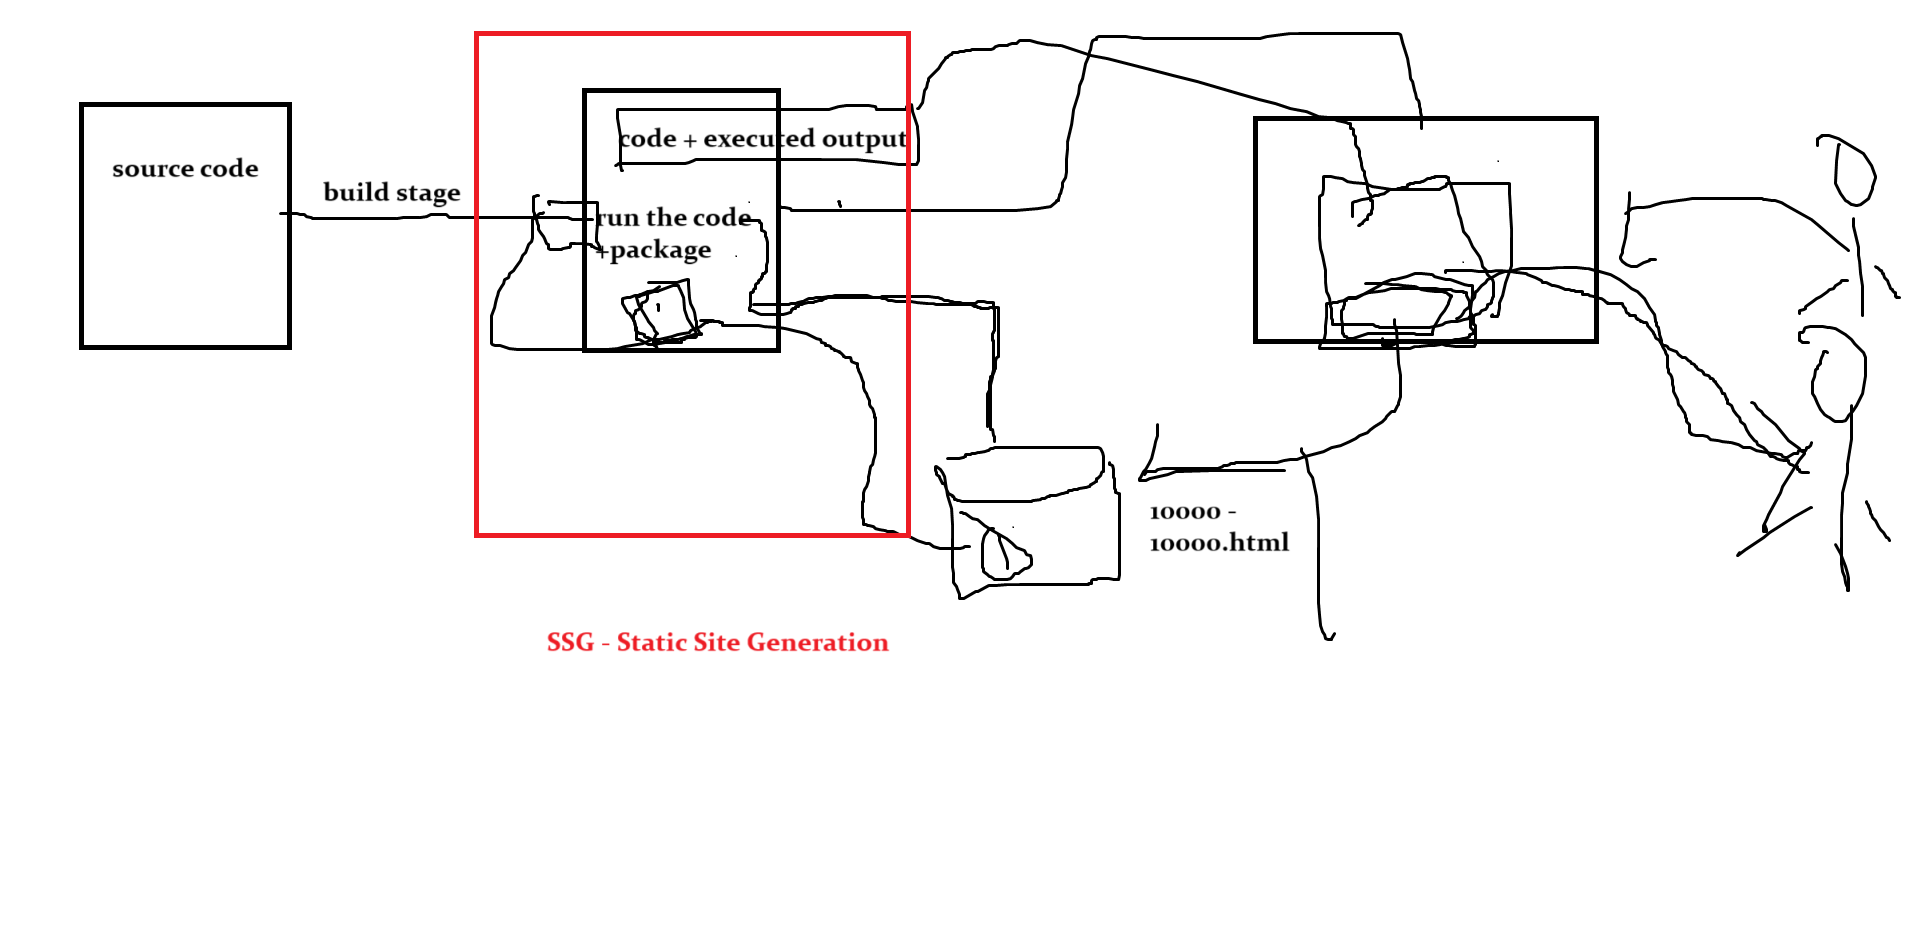 source code
build stage
code + executed output
run the code
+package
10000 -
10000.html
SSG - Static Site Generation